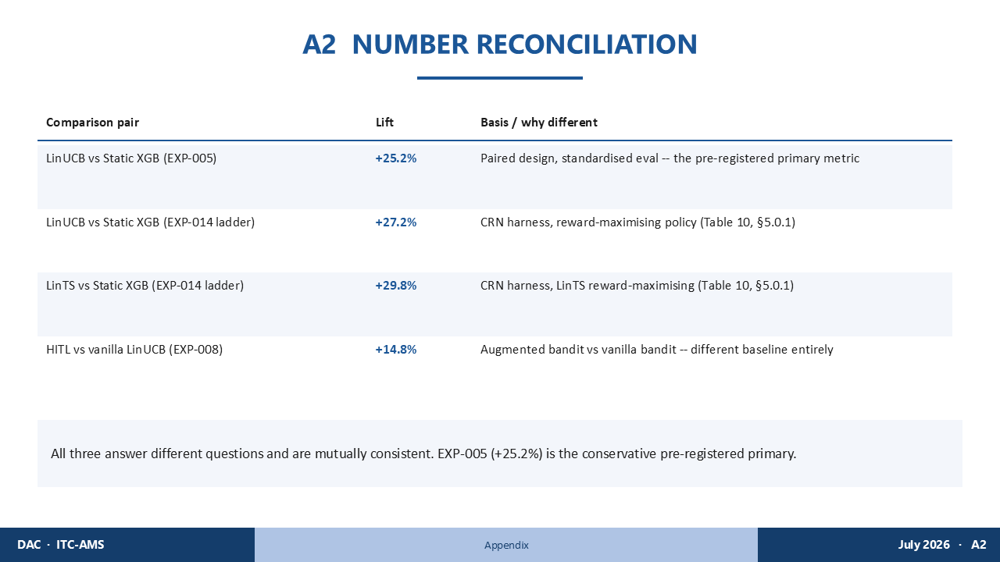 A2 NUMBER RECONCILIATION
Comparison pair Lift Basis / why different
LinUCB vs Static XGB (EXP-005) +25.2% Paired design, standardised eval -- the pre-registered primary metric
LinUCB vs Static XGB (EXP-014 ladder) +27.2% CRN harness, reward-maximising policy (Table 10, §5.0.1)
LinTS vs Static XGB (EXP-014 ladder) +29.8% CRN harness, LinTS reward-maximising (Table 10, §5.0.1)
HITL vs vanilla LinUCB (EXP-008) +14.8% Augmented bandit vs vanilla bandit -- different baseline entirely
All three answer different questions and are mutually consistent. EXP-005 (+25.2%) is the conservative pre-registered primary.
DAC · ITC-AMS Appendix July 2026 · A2